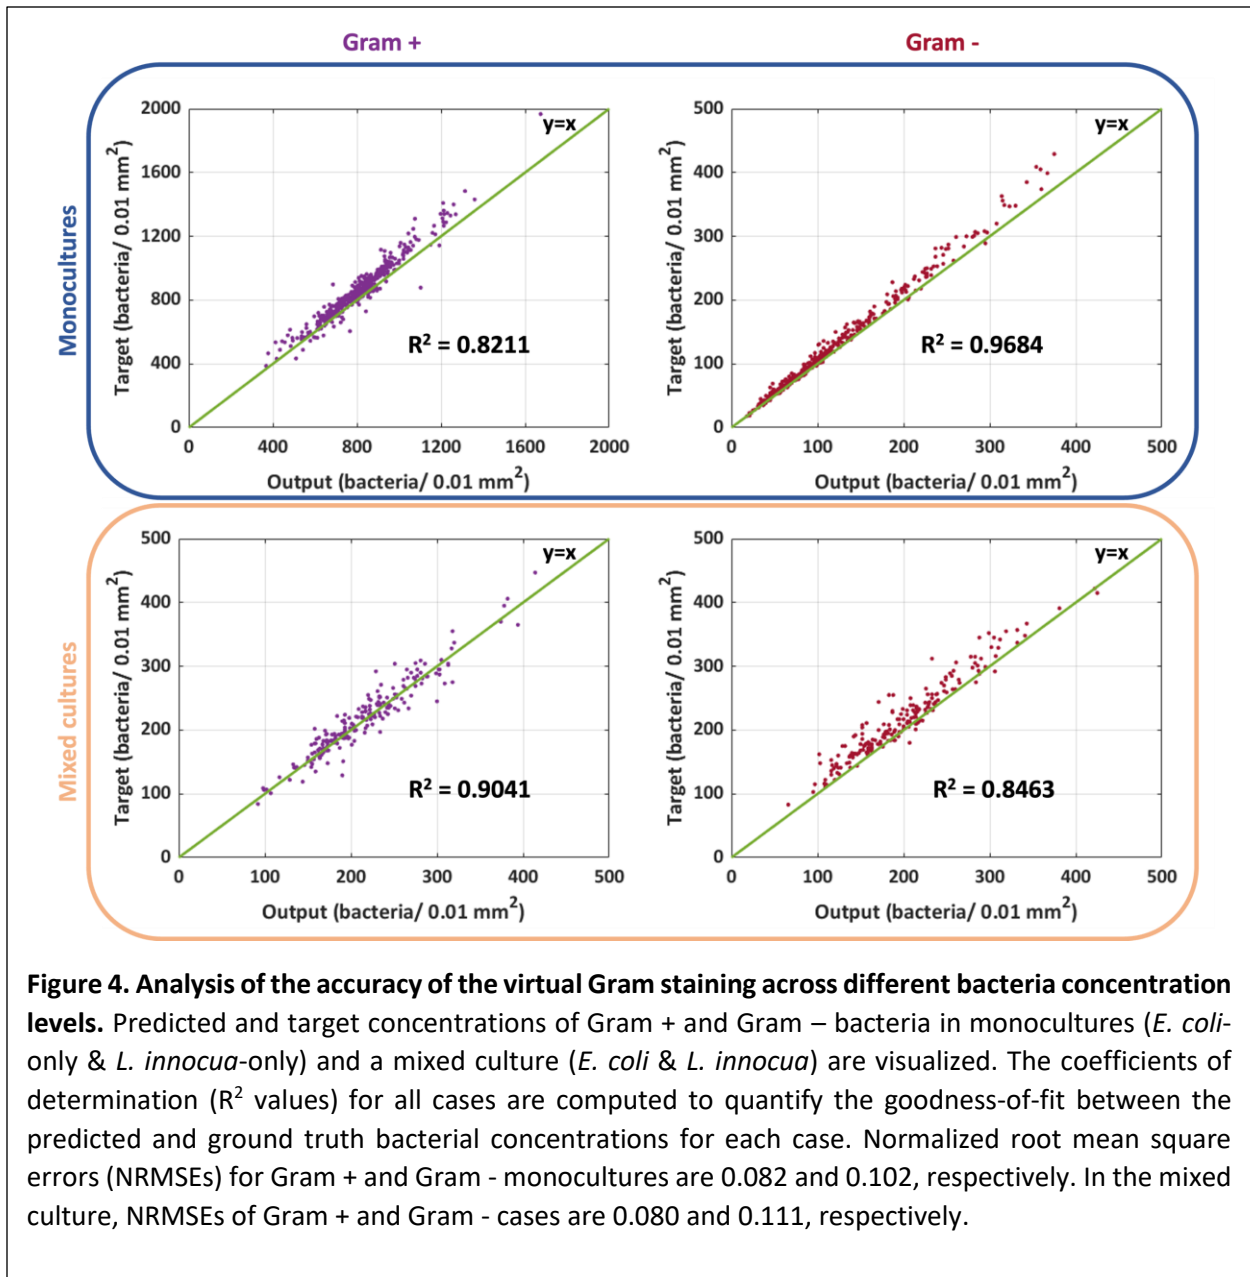 Gram +
Gram -
Monocultures
Target (bacteria/ 0.01 mm²)
2000
1600
1200
800
400
0
0 400 800 1200 1600 2000
Output (bacteria/ 0.01 mm²)
y=x
R² = 0.8211
Target (bacteria/ 0.01 mm²)
500
400
300
200
100
0
0 100 200 300 400 500
Output (bacteria/ 0.01 mm²)
y=x
R² = 0.9684
Mixed cultures
Target (bacteria/ 0.01 mm²)
500
400
300
200
100
0
0 100 200 300 400 500
Output (bacteria/ 0.01 mm²)
y=x
R² = 0.9041
Target (bacteria/ 0.01 mm²)
500
400
300
200
100
0
0 100 200 300 400 500
Output (bacteria/ 0.01 mm²)
y=x
R² = 0.8463
Figure 4. Analysis of the accuracy of the virtual Gram staining across different bacteria concentration
levels. Predicted and target concentrations of Gram + and Gram – bacteria in monocultures (E. coli-
only & L. innocua-only) and a mixed culture (E. coli & L. innocua) are visualized. The coefficients of
determination (R² values) for all cases are computed to quantify the goodness-of-fit between the
predicted and ground truth bacterial concentrations for each case. Normalized root mean square
errors (NRMSEs) for Gram + and Gram - monocultures are 0.082 and 0.102, respectively. In the mixed
culture, NRMSEs of Gram + and Gram - cases are 0.080 and 0.111, respectively.